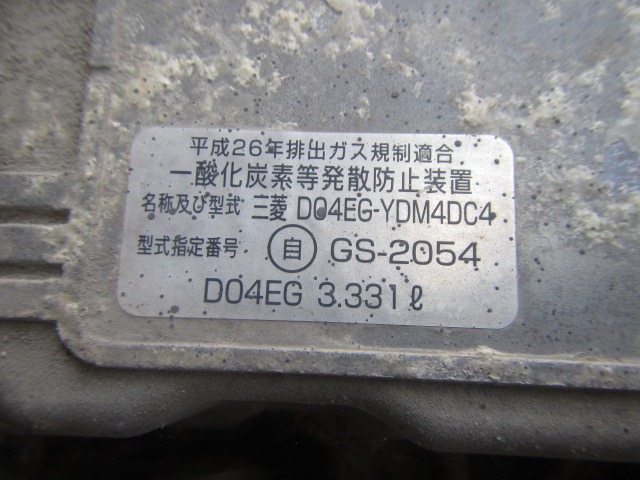 平成26年排出ガス規制適合
一酸化炭素等発散防止装置
名称及び型式 三菱 D04EG-YDM4DC4
型式指定番号 自 GS-2054
D04EG 3.331ℓ